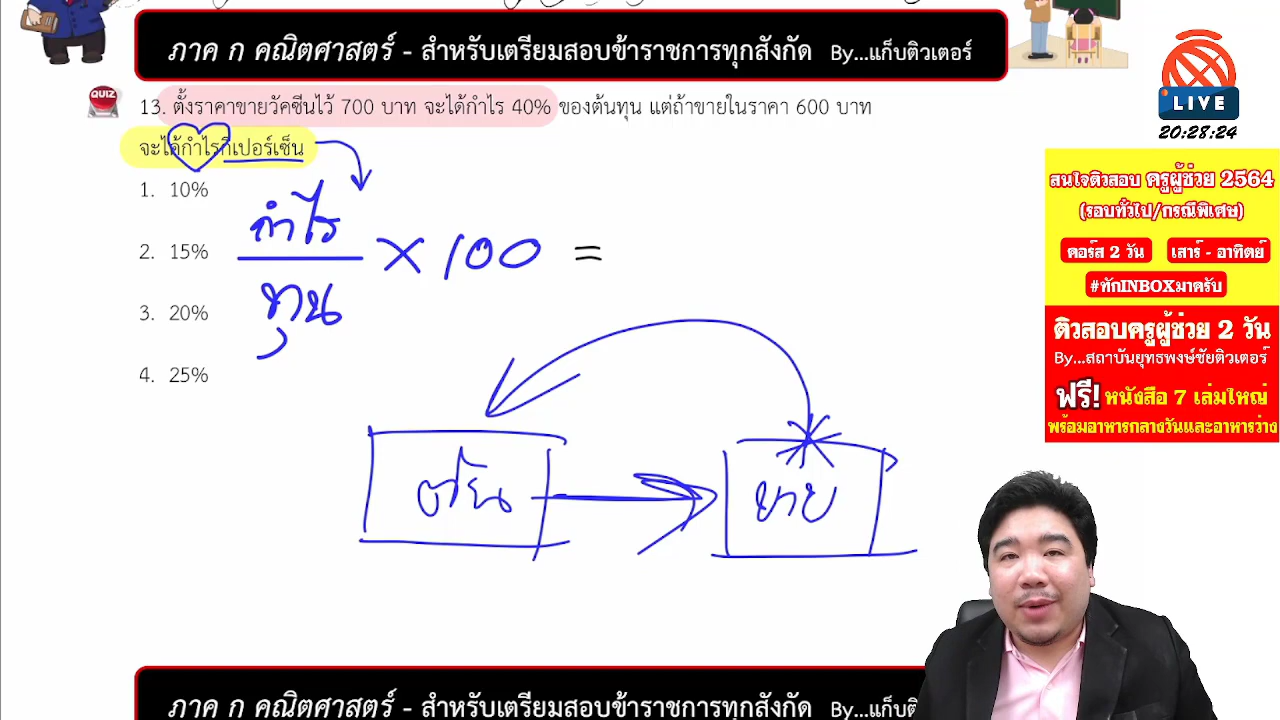 ภาค ก คณิตศาสตร์ - สำหรับเตรียมสอบข้าราชการทุกสังกัด By...แก็บติวเตอร์
QUIZ
13. ตั้งราคาขายวัคซีนไว้ 700 บาท จะได้กำไร 40% ของต้นทุน แต่ถ้าขายในราคา 600 บาท
จะได้กำไรกี่เปอร์เซ็น
1. 10%
2. 15%
3. 20%
4. 25%
กำไร
ทุน
× 100 =
ต้น
ขาย
LIVE
20:28:24
สนใจติวสอบ ครูผู้ช่วย 2564
(รอบทั่วไป/กรณีพิเศษ)
คอร์ส 2 วัน เสาร์ - อาทิตย์
#ทักINBOXมาครับ
ติวสอบครูผู้ช่วย 2 วัน
By...สถาบันยุทธพงษ์ชัยติวเตอร์
ฟรี! หนังสือ 7 เล่มใหญ่
พร้อมอาหารกลางวันและอาหารว่าง
ภาค ก คณิตศาสตร์ - สำหรับเตรียมสอบข้าราชการทุกสังกัด By...แก็บ